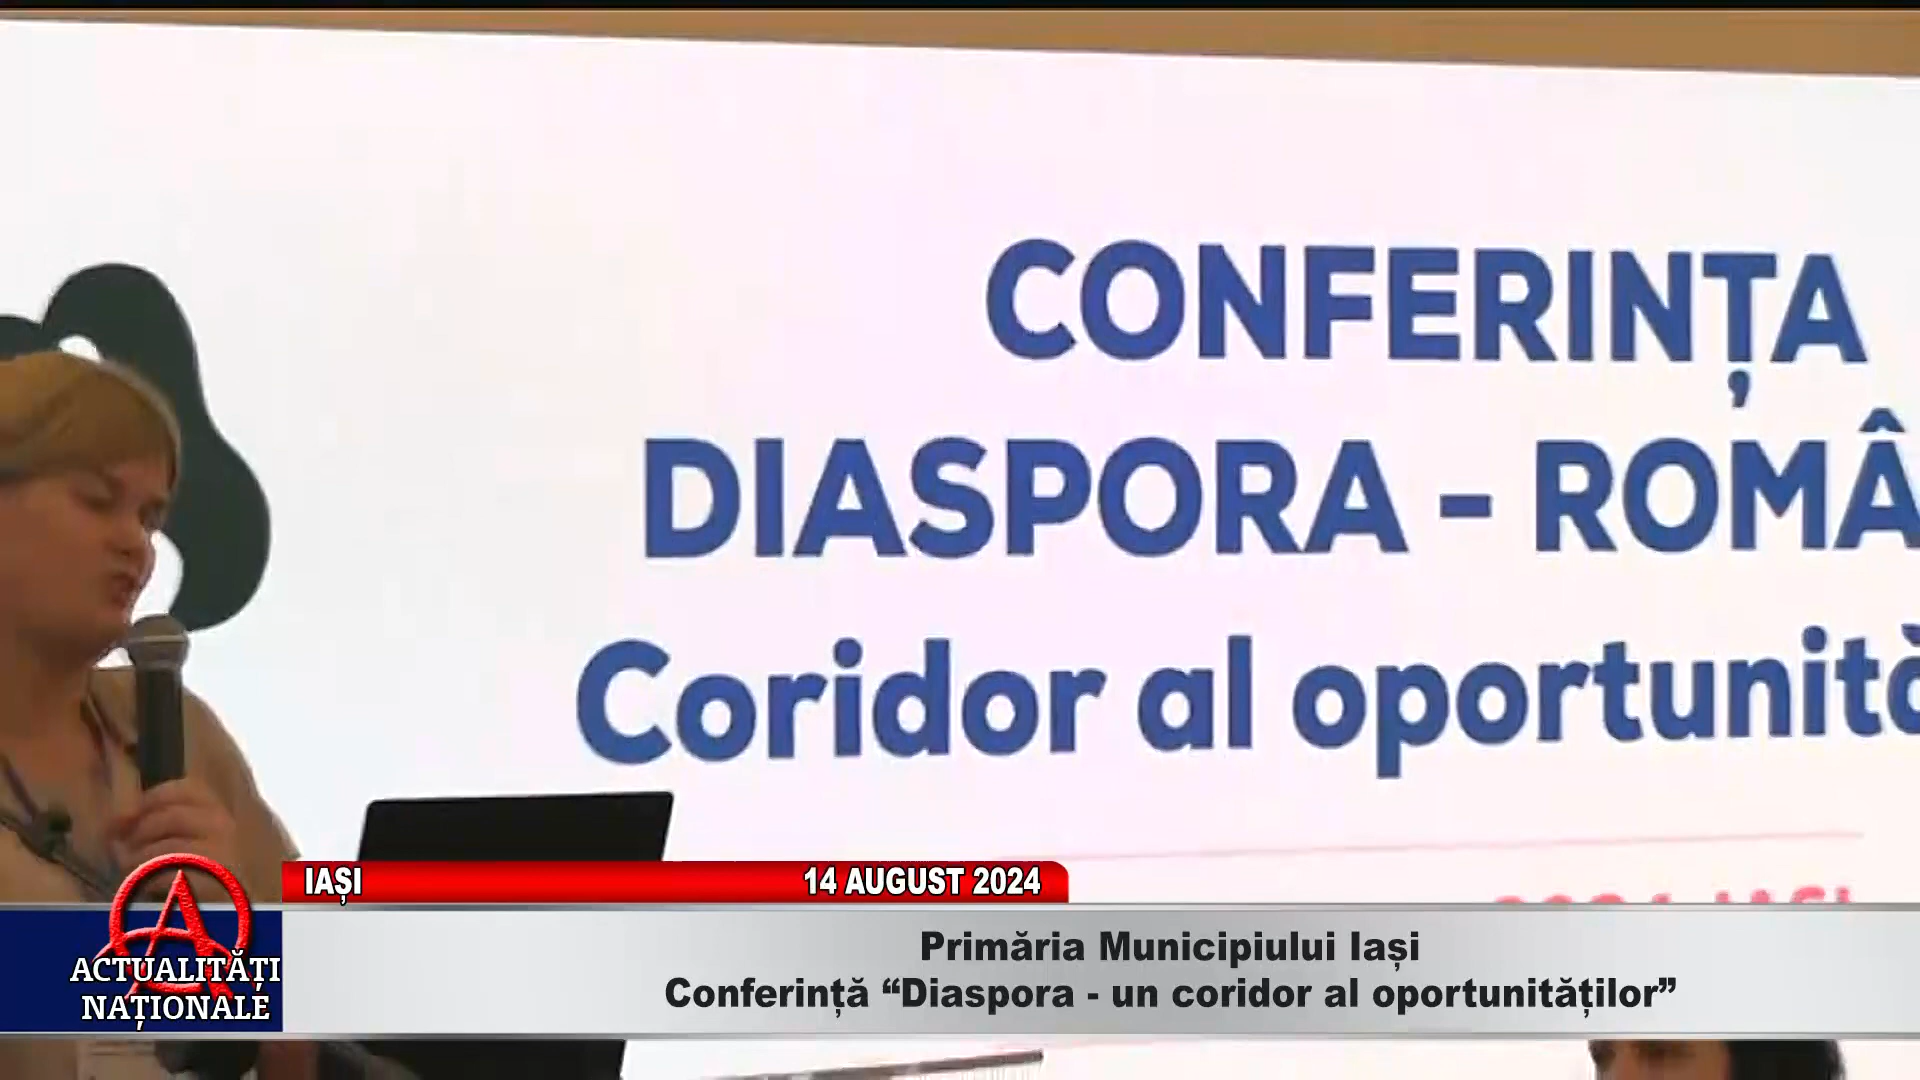 CONFERINȚA
DIASPORA - ROMÂ
Coridor al oportunită
IAȘI
14 AUGUST 2024
Primăria Municipiului Iași
Conferință “Diaspora - un coridor al oportunităților”
ACTUALITĂȚI
NAȚIONALE